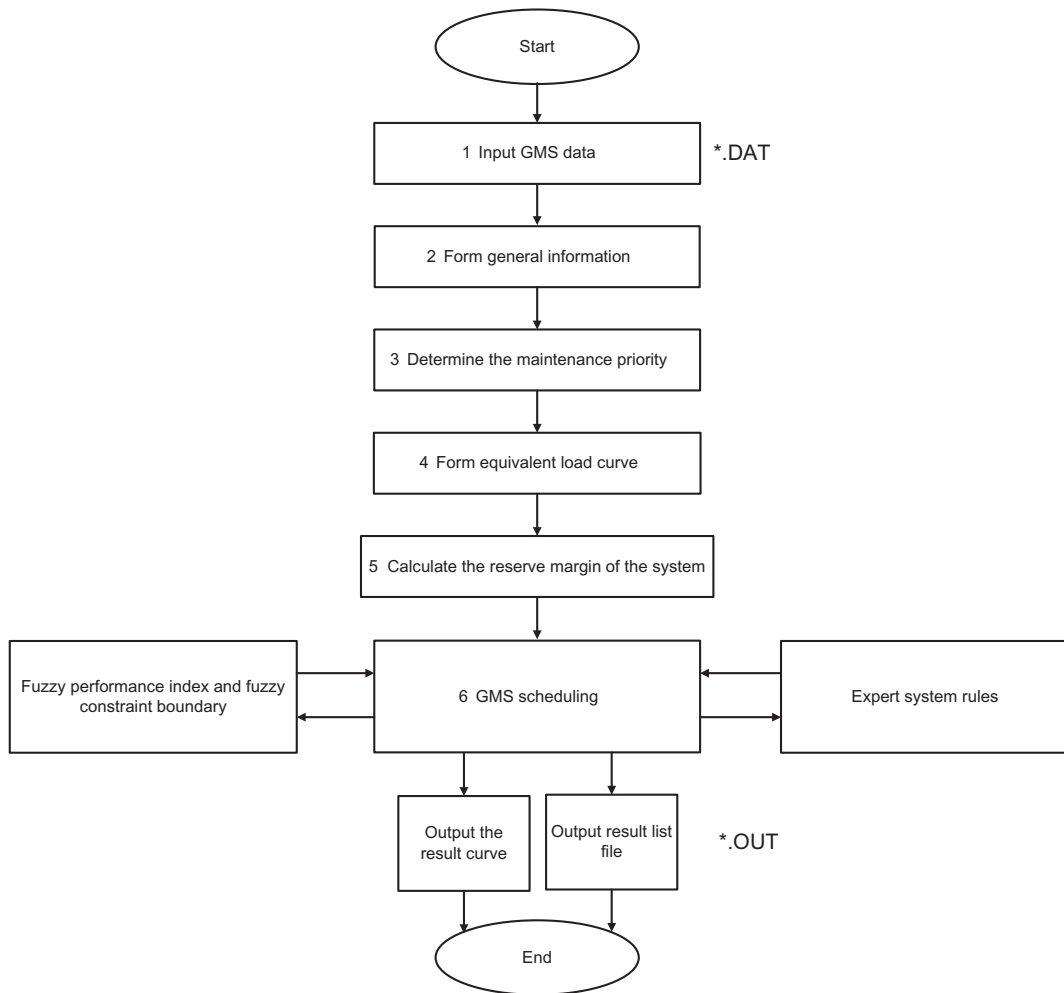 Start
1 Input GMS data
*.DAT
2 Form general information
3 Determine the maintenance priority
4 Form equivalent load curve
5 Calculate the reserve margin of the system
Fuzzy performance index and fuzzy
constraint boundary
6 GMS scheduling
Expert system rules
Output the
result curve
Output result list
file
*.OUT
End